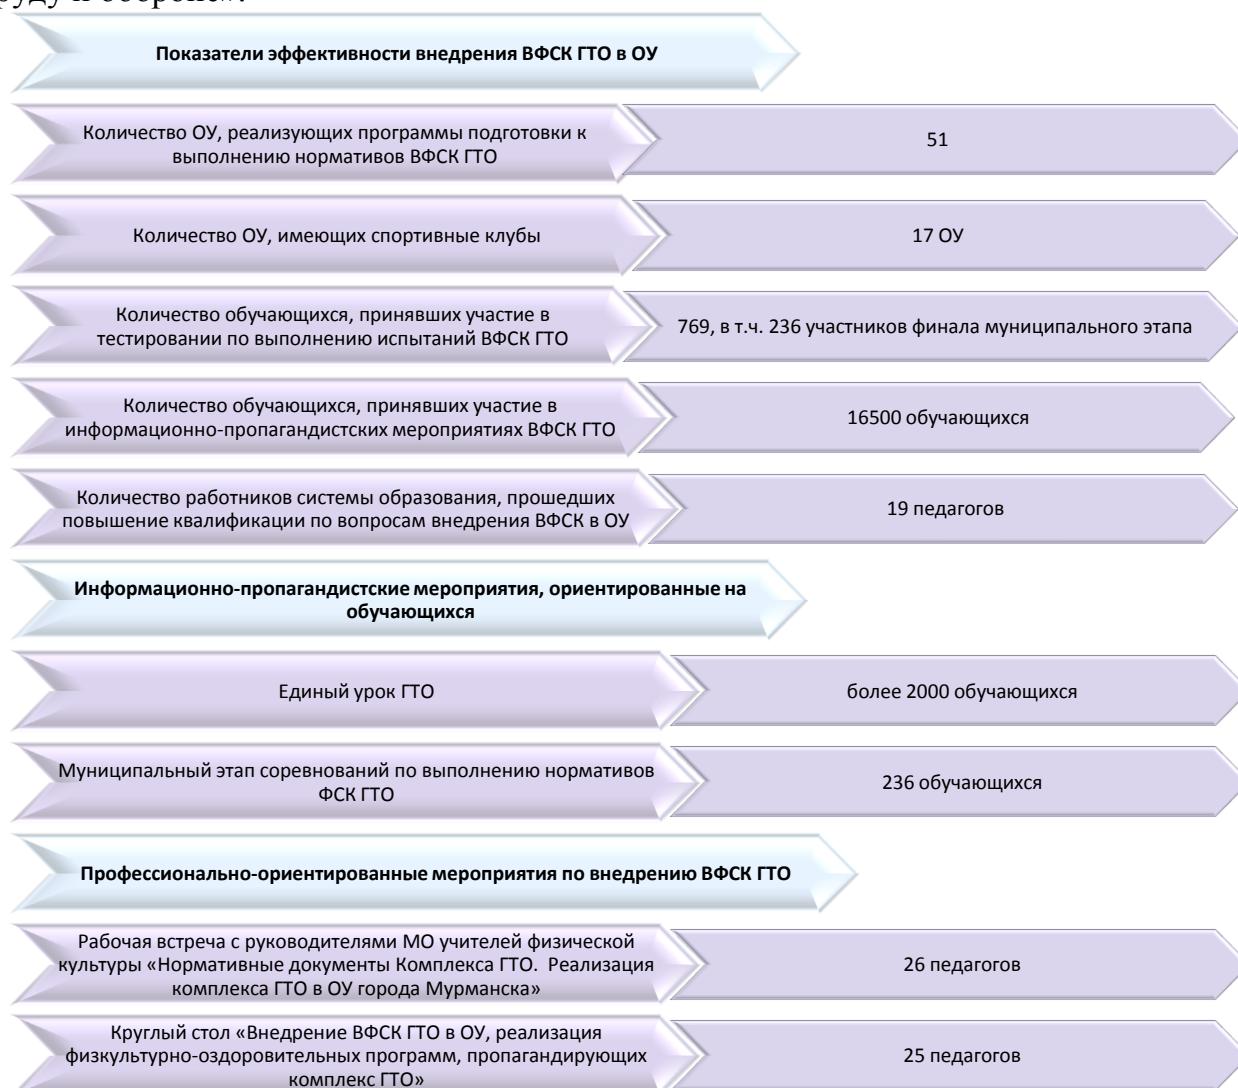 Показатели эффективности внедрения ВФСК ГТО в ОУ
Количество ОУ, реализующих программы подготовки к
выполнению нормативов ВФСК ГТО
51
Количество ОУ, имеющих спортивные клубы
17 ОУ
Количество обучающихся, принявших участие в
тестировании по выполнению испытаний ВФСК ГТО
769, в т.ч. 236 участников финала муниципального этапа
Количество обучающихся, принявших участие в
информационно-пропагандистских мероприятиях ВФСК ГТО
16500 обучающихся
Количество работников системы образования, прошедших
повышение квалификации по вопросам внедрения ВФСК в ОУ
19 педагогов
Информационно-пропагандистские мероприятия, ориентированные на
обучающихся
Единый урок ГТО
более 2000 обучающихся
Муниципальный этап соревнований по выполнению нормативов
ФСК ГТО
236 обучающихся
Профессионально-ориентированные мероприятия по внедрению ВФСК ГТО
Рабочая встреча с руководителями МО учителей физической
культуры «Нормативные документы Комплекса ГТО. Реализация
комплекса ГТО в ОУ города Мурманска»
26 педагогов
Круглый стол «Внедрение ВФСК ГТО в ОУ, реализация
физкультурно-оздоровительных программ, пропагандирующих
комплекс ГТО»
25 педагогов